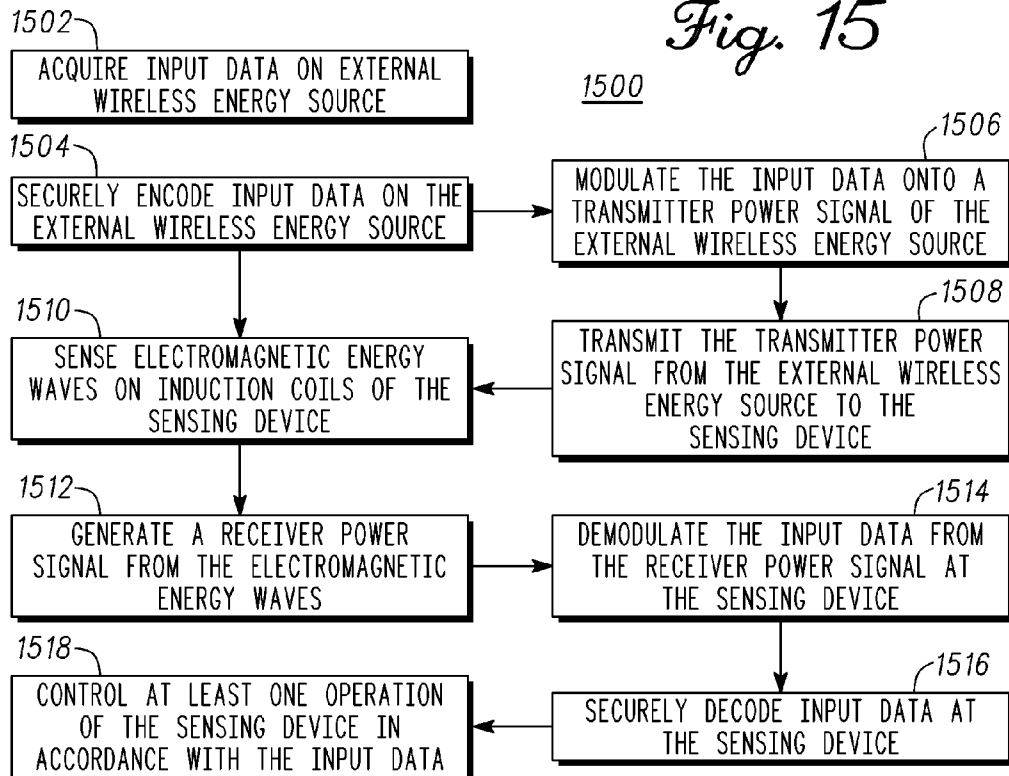 Fig. 15
1500
1502
ACQUIRE INPUT DATA ON EXTERNAL
WIRELESS ENERGY SOURCE
1504
SECURELY ENCODE INPUT DATA ON THE
EXTERNAL WIRELESS ENERGY SOURCE
1506
MODULATE THE INPUT DATA ONTO A
TRANSMITTER POWER SIGNAL OF THE
EXTERNAL WIRELESS ENERGY SOURCE
1508
TRANSMIT THE TRANSMITTER POWER
SIGNAL FROM THE EXTERNAL WIRELESS
ENERGY SOURCE TO THE
SENSING DEVICE
1510
SENSE ELECTROMAGNETIC ENERGY
WAVES ON INDUCTION COILS OF THE
SENSING DEVICE
1512
GENERATE A RECEIVER POWER
SIGNAL FROM THE ELECTROMAGNETIC
ENERGY WAVES
1514
DEMODULATE THE INPUT DATA FROM
THE RECEIVER POWER SIGNAL AT
THE SENSING DEVICE
1516
SECURELY DECODE INPUT DATA AT
THE SENSING DEVICE
1518
CONTROL AT LEAST ONE OPERATION
OF THE SENSING DEVICE IN
ACCORDANCE WITH THE INPUT DATA